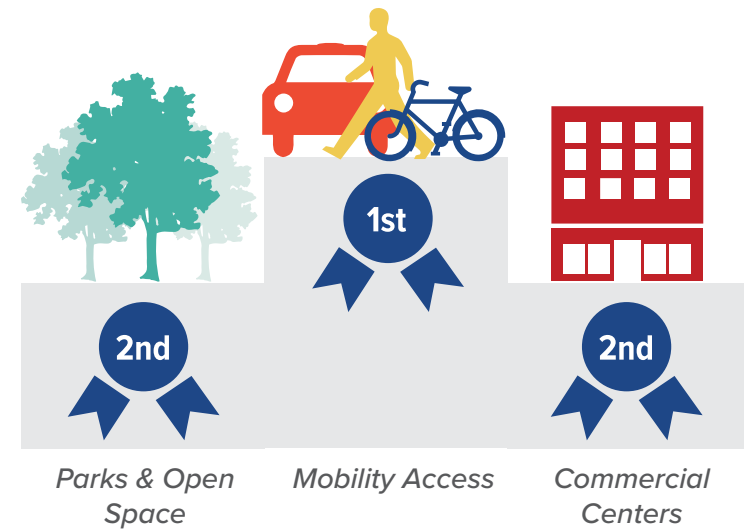 1st
2nd
2nd
Parks & Open
Space
Mobility Access
Commercial
Centers